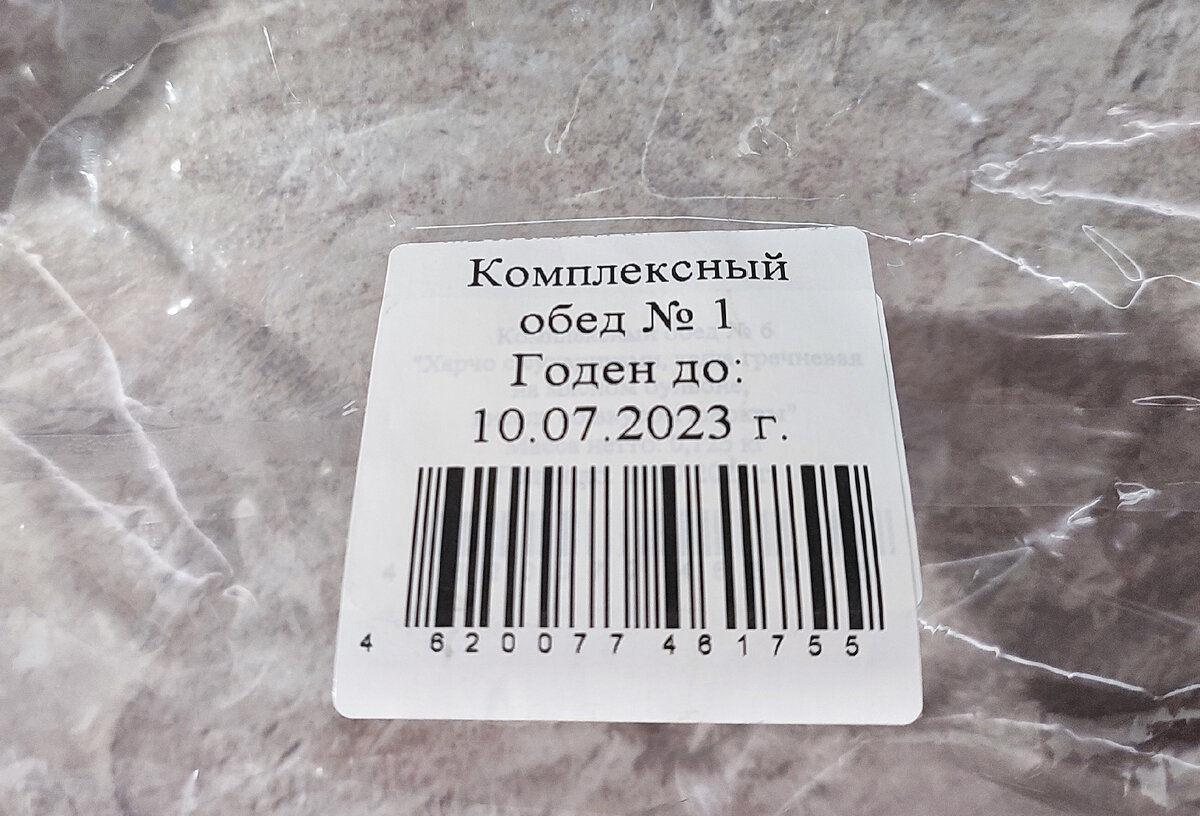 Комплексный
обед № 1
Годен до:
10.07.2023 г.
4 620077 461755